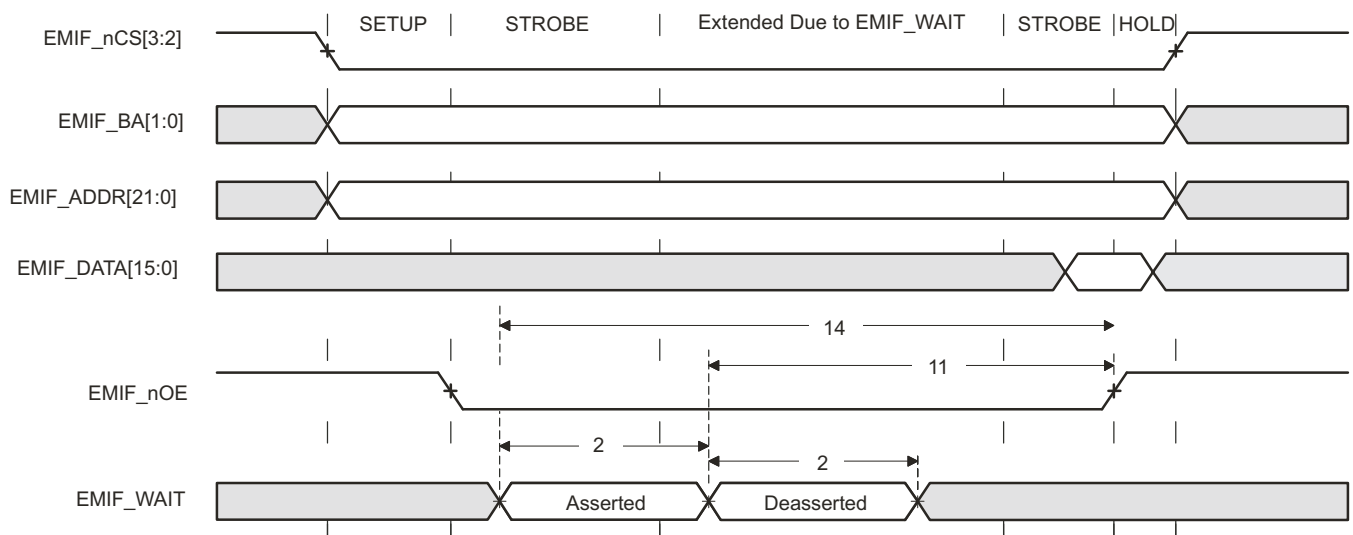 SETUP STROBE Extended Due to EMIF_WAIT STROBE HOLD
EMIF_nCS[3:2]
EMIF_BA[1:0]
EMIF_ADDR[21:0]
EMIF_DATA[15:0]
14
11
EMIF_nOE
2
2
EMIF_WAIT Asserted Deasserted